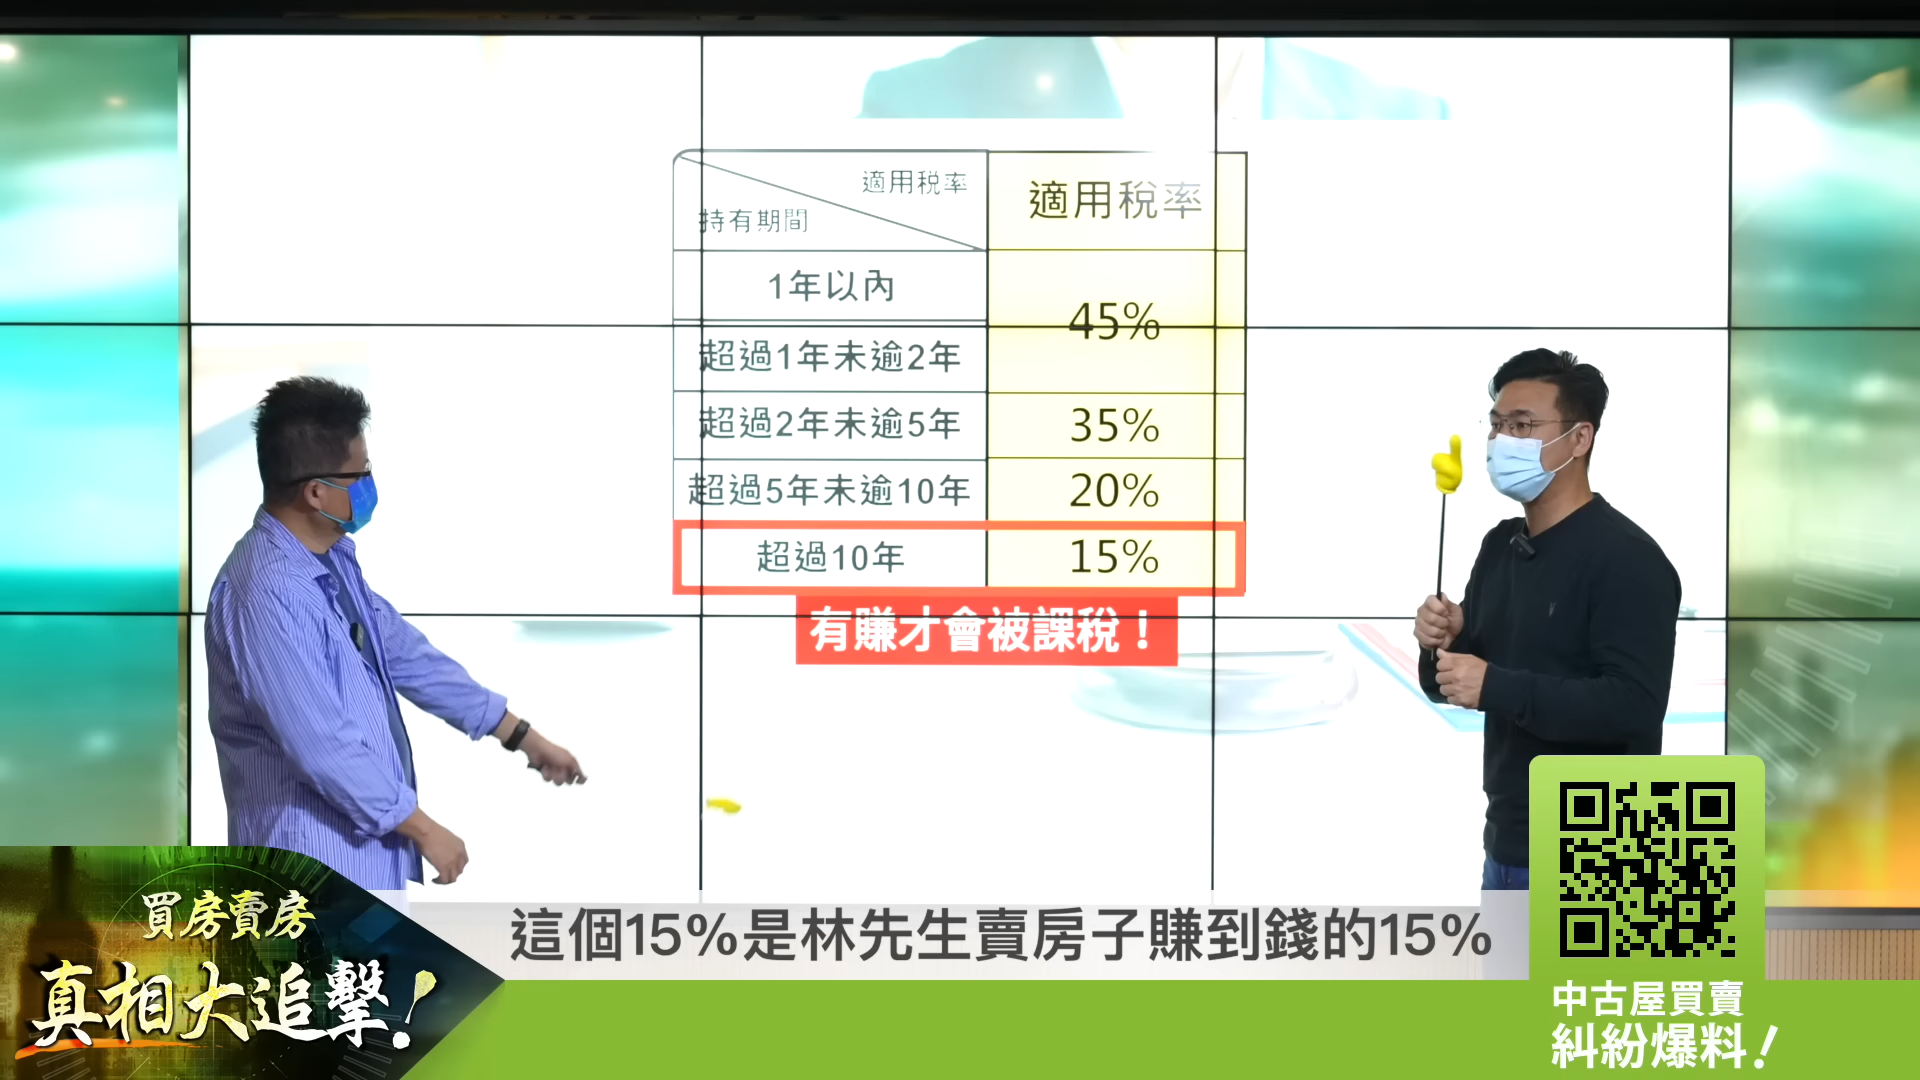 適用稅率
持有期間
適用稅率
1年以內
45%
超過1年未逾2年
超過2年未逾5年
35%
超過5年未逾10年
20%
超過10年
15%
有賺才會被課稅！
這個15%是林先生賣房子賺到錢的15%
買房賣房
真相大追擊！
中古屋買賣
糾紛爆料！